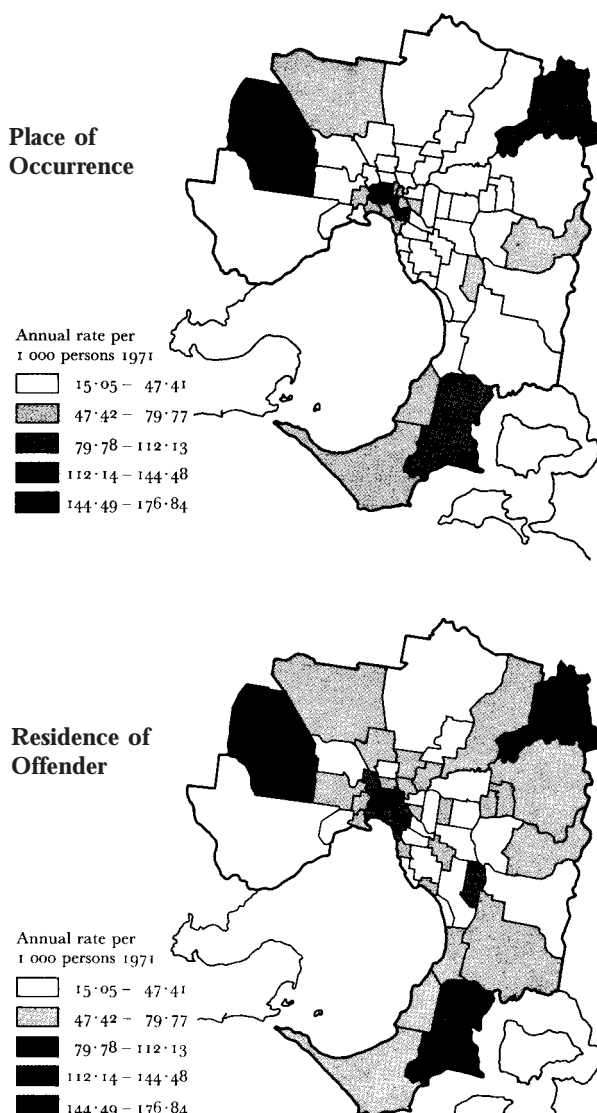 Place of
Occurrence
Annual rate per
1 000 persons 1971
15·05 – 47·41
47·42 – 79·77
79·78 – 112·13
112·14 – 144·48
144·49 – 176·84
Residence of
Offender
Annual rate per
1 000 persons 1971
15·05 – 47·41
47·42 – 79·77
79·78 – 112·13
112·14 – 144·48
144·49 – 176·84